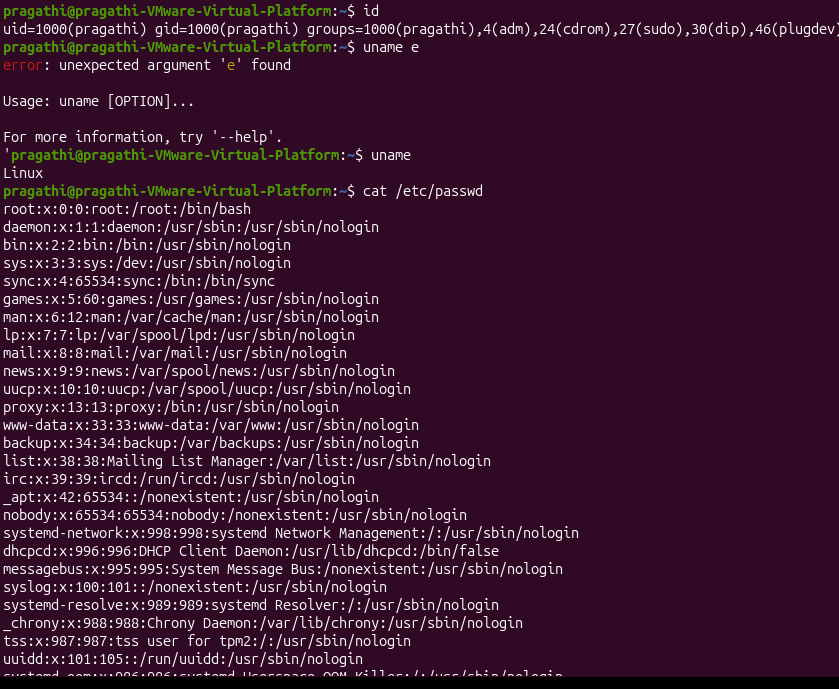 pragathi@pragathi-VMware-Virtual-Platform:~$ id
uid=1000(pragathi) gid=1000(pragathi) groups=1000(pragathi),4(adm),24(cdrom),27(sudo),30(dip),46(plugdev)
pragathi@pragathi-VMware-Virtual-Platform:~$ uname e
error: unexpected argument 'e' found
Usage: uname [OPTION]...
For more information, try '--help'.
'pragathi@pragathi-VMware-Virtual-Platform:~$ uname
Linux
pragathi@pragathi-VMware-Virtual-Platform:~$ cat /etc/passwd
root:x:0:0:root:/root:/bin/bash
daemon:x:1:1:daemon:/usr/sbin:/usr/sbin/nologin
bin:x:2:2:bin:/bin:/usr/sbin/nologin
sys:x:3:3:sys:/dev:/usr/sbin/nologin
sync:x:4:65534:sync:/bin:/bin/sync
games:x:5:60:games:/usr/games:/usr/sbin/nologin
man:x:6:12:man:/var/cache/man:/usr/sbin/nologin
lp:x:7:7:lp:/var/spool/lpd:/usr/sbin/nologin
mail:x:8:8:mail:/var/mail:/usr/sbin/nologin
news:x:9:9:news:/var/spool/news:/usr/sbin/nologin
uucp:x:10:10:uucp:/var/spool/uucp:/usr/sbin/nologin
proxy:x:13:13:proxy:/bin:/usr/sbin/nologin
www-data:x:33:33:www-data:/var/www:/usr/sbin/nologin
backup:x:34:34:backup:/var/backups:/usr/sbin/nologin
list:x:38:38:Mailing List Manager:/var/list:/usr/sbin/nologin
irc:x:39:39:ircd:/run/ircd:/usr/sbin/nologin
_apt:x:42:65534::/nonexistent:/usr/sbin/nologin
nobody:x:65534:65534:nobody:/nonexistent:/usr/sbin/nologin
systemd-network:x:998:998:systemd Network Management:/:/usr/sbin/nologin
dhcpcd:x:996:996:DHCP Client Daemon:/usr/lib/dhcpcd:/bin/false
messagebus:x:995:995:System Message Bus:/nonexistent:/usr/sbin/nologin
syslog:x:100:101::/nonexistent:/usr/sbin/nologin
systemd-resolve:x:989:989:systemd Resolver:/:/usr/sbin/nologin
_chrony:x:988:988:Chrony Daemon:/var/lib/chrony:/usr/sbin/nologin
tss:x:987:987:tss user for tpm2:/:/usr/sbin/nologin
uuidd:x:101:105::/run/uuidd:/usr/sbin/nologin
systemd-oom:x:986:986:systemd Userspace OOM Killer:/:/usr/sbin/nologin